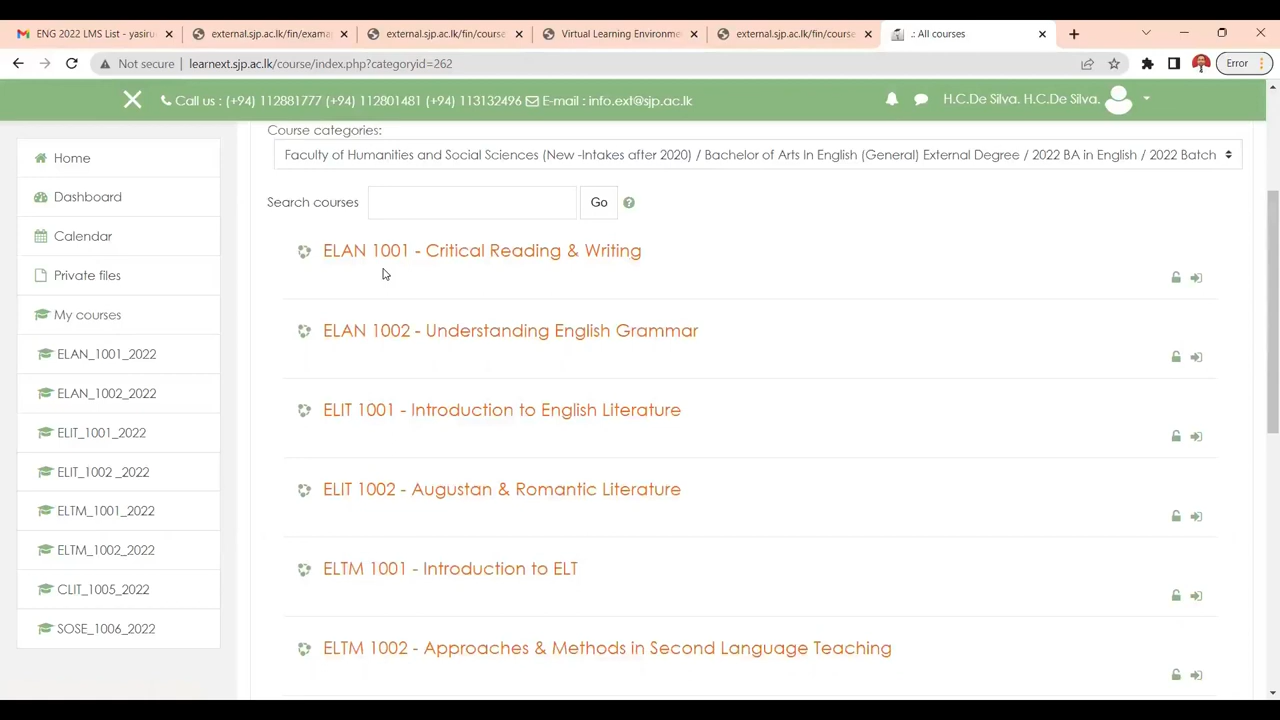 ENG 2022 LMS List - yasiru
external.sjp.ac.lk/fin/exama
external.sjp.ac.lk/fin/course
Virtual Learning Environme
external.sjp.ac.lk/fin/course
.: All courses
Not secure
learnext.sjp.ac.lk/course/index.php?categoryid=262
Error
Call us : (+94) 112881777 (+94) 112801481 (+94) 113132496 E-mail : info.ext@sjp.ac.lk
H.C.De Silva. H.C.De Silva.
Home
Dashboard
Calendar
Private files
My courses
ELAN_1001_2022
ELAN_1002_2022
ELIT_1001_2022
ELIT_1002 _2022
ELTM_1001_2022
ELTM_1002_2022
CLIT_1005_2022
SOSE_1006_2022
Course categories:
Faculty of Humanities and Social Sciences (New -Intakes after 2020) / Bachelor of Arts In English (General) External Degree / 2022 BA in English / 2022 Batch
Search courses
Go
ELAN 1001 - Critical Reading & Writing
ELAN 1002 - Understanding English Grammar
ELIT 1001 - Introduction to English Literature
ELIT 1002 - Augustan & Romantic Literature
ELTM 1001 - Introduction to ELT
ELTM 1002 - Approaches & Methods in Second Language Teaching